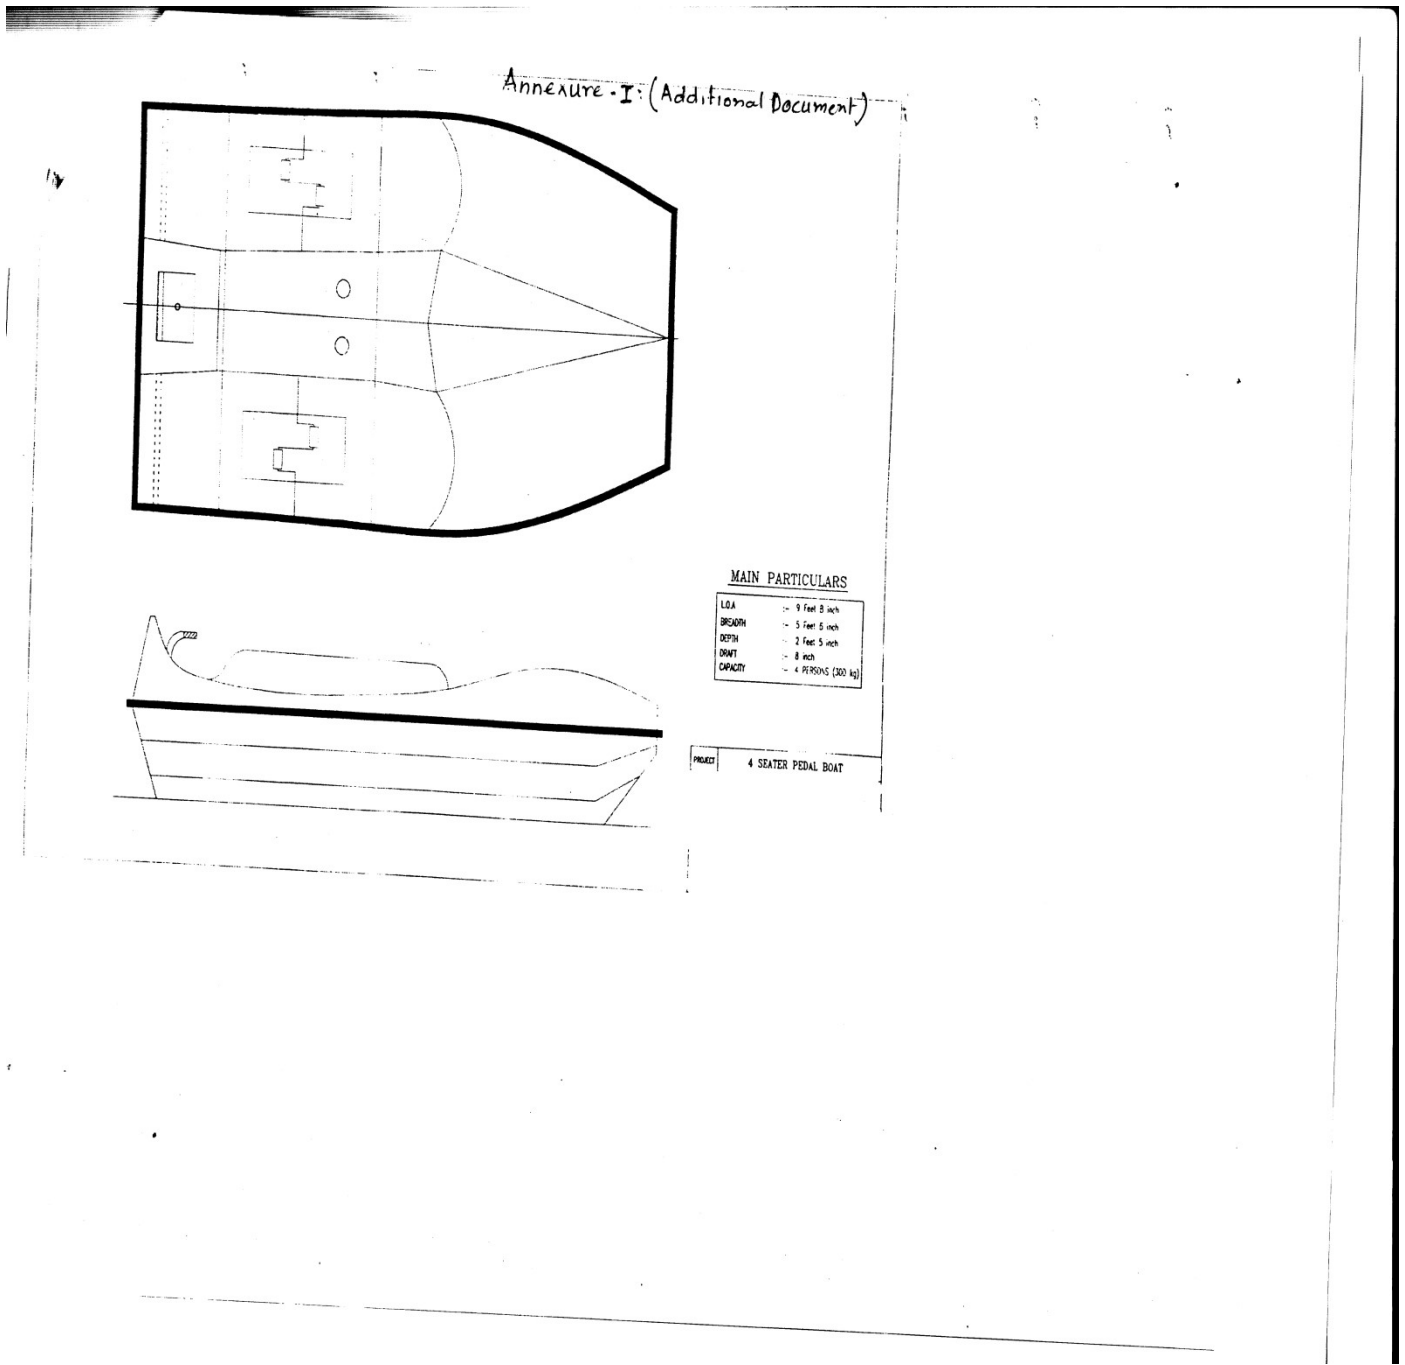 Annexure - I: (Additional Document)
MAIN PARTICULARS
L.O.A :- 9 Feet 8 inch
BREADTH :- 5 Feet 6 inch
DEPTH :- 2 Feet 5 inch
DRAFT :- 8 inch
CAPACITY :- 4 PERSONS (300 kg)
PROJECT 4 SEATER PEDAL BOAT